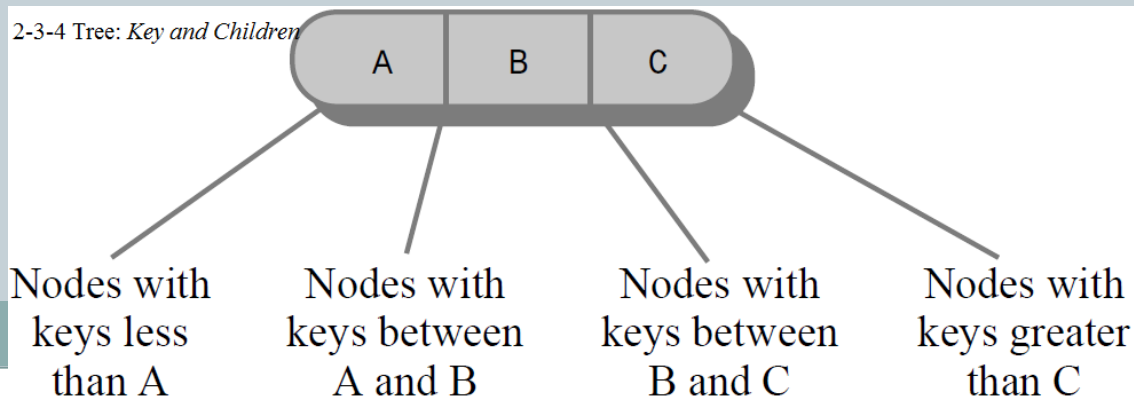 2-3-4 Tree: Key and Children
A B C
Nodes with
keys less
than A
Nodes with
keys between
A and B
Nodes with
keys between
B and C
Nodes with
keys greater
than C